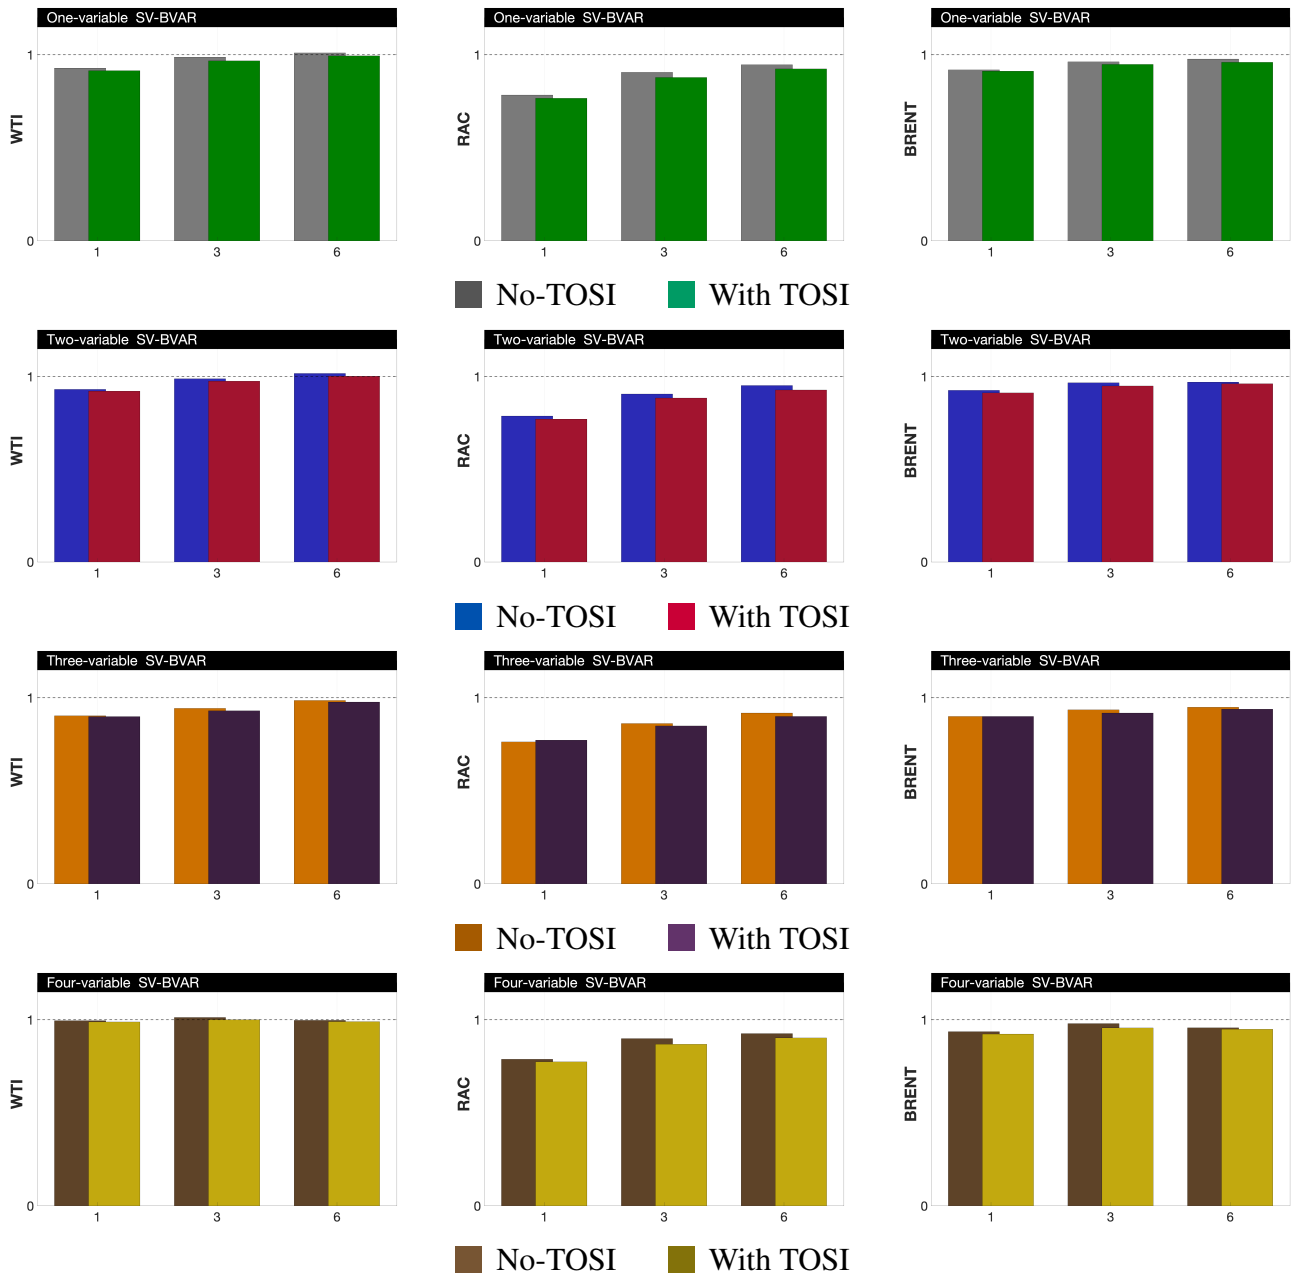 One-variable SV-BVAR
One-variable SV-BVAR
One-variable SV-BVAR
WTI
1
0
1 3 6
RAC
1
0
1 3 6
BRENT
1
0
1 3 6
No-TOSI With TOSI
Two-variable SV-BVAR
Two-variable SV-BVAR
Two-variable SV-BVAR
WTI
1
0
1 3 6
RAC
1
0
1 3 6
BRENT
1
0
1 3 6
No-TOSI With TOSI
Three-variable SV-BVAR
Three-variable SV-BVAR
Three-variable SV-BVAR
WTI
1
0
1 3 6
RAC
1
0
1 3 6
BRENT
1
0
1 3 6
No-TOSI With TOSI
Four-variable SV-BVAR
Four-variable SV-BVAR
Four-variable SV-BVAR
WTI
1
0
1 3 6
RAC
1
0
1 3 6
BRENT
1
0
1 3 6
No-TOSI With TOSI